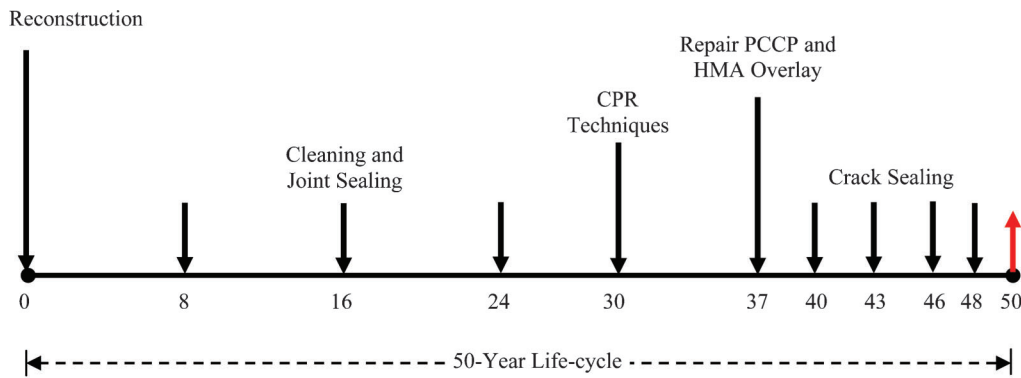 Reconstruction
Repair PCCP and
HMA Overlay
CPR
Techniques
Cleaning and
Joint Sealing
Crack Sealing
0 8 16 24 30 37 40 43 46 48 50
50-Year Life-cycle